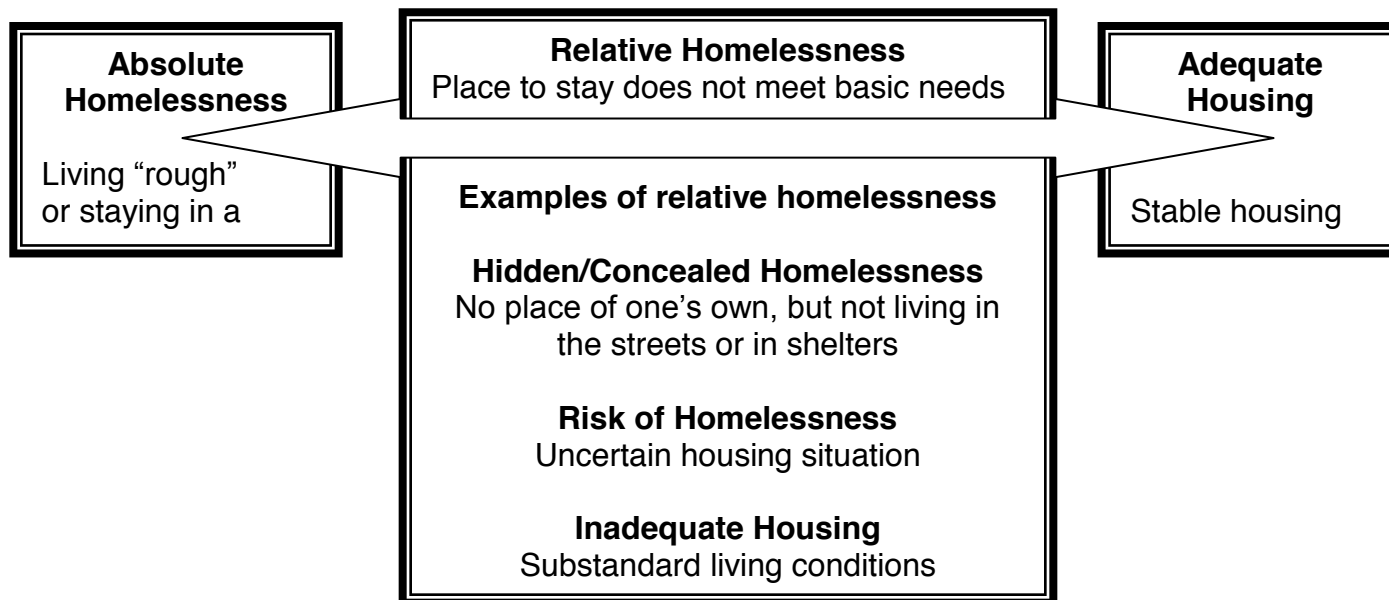 Absolute
Homelessness
Living “rough”
or staying in a
Relative Homelessness
Place to stay does not meet basic needs
Examples of relative homelessness
Hidden/Concealed Homelessness
No place of one’s own, but not living in
the streets or in shelters
Risk of Homelessness
Uncertain housing situation
Inadequate Housing
Substandard living conditions
Adequate
Housing
Stable housing